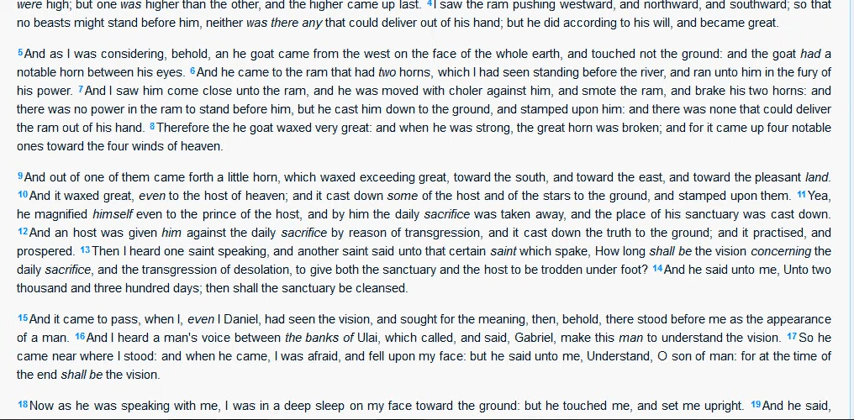 were high; but one was higher than the other, and the higher came up last. 4I saw the ram pushing westward, and northward, and southward; so that
no beasts might stand before him, neither was there any that could deliver out of his hand; but he did according to his will, and became great.
5And as I was considering, behold, an he goat came from the west on the face of the whole earth, and touched not the ground: and the goat had a
notable horn between his eyes. 6And he came to the ram that had two horns, which I had seen standing before the river, and ran unto him in the fury of
his power. 7And I saw him come close unto the ram, and he was moved with choler against him, and smote the ram, and brake his two horns: and
there was no power in the ram to stand before him, but he cast him down to the ground, and stamped upon him: and there was none that could deliver
the ram out of his hand. 8Therefore the he goat waxed very great: and when he was strong, the great horn was broken; and for it came up four notable
ones toward the four winds of heaven.
9And out of one of them came forth a little horn, which waxed exceeding great, toward the south, and toward the east, and toward the pleasant land.
10And it waxed great, even to the host of heaven; and it cast down some of the host and of the stars to the ground, and stamped upon them. 11Yea,
he magnified himself even to the prince of the host, and by him the daily sacrifice was taken away, and the place of his sanctuary was cast down.
12And an host was given him against the daily sacrifice by reason of transgression, and it cast down the truth to the ground; and it practised, and
prospered. 13Then I heard one saint speaking, and another saint said unto that certain saint which spake, How long shall be the vision concerning the
daily sacrifice, and the transgression of desolation, to give both the sanctuary and the host to be trodden under foot? 14And he said unto me, Unto two
thousand and three hundred days; then shall the sanctuary be cleansed.
15And it came to pass, when I, even I Daniel, had seen the vision, and sought for the meaning, then, behold, there stood before me as the appearance
of a man. 16And I heard a man's voice between the banks of Ulai, which called, and said, Gabriel, make this man to understand the vision. 17So he
came near where I stood: and when he came, I was afraid, and fell upon my face: but he said unto me, Understand, O son of man: for at the time of
the end shall be the vision.
18Now as he was speaking with me, I was in a deep sleep on my face toward the ground: but he touched me, and set me upright. 19And he said,